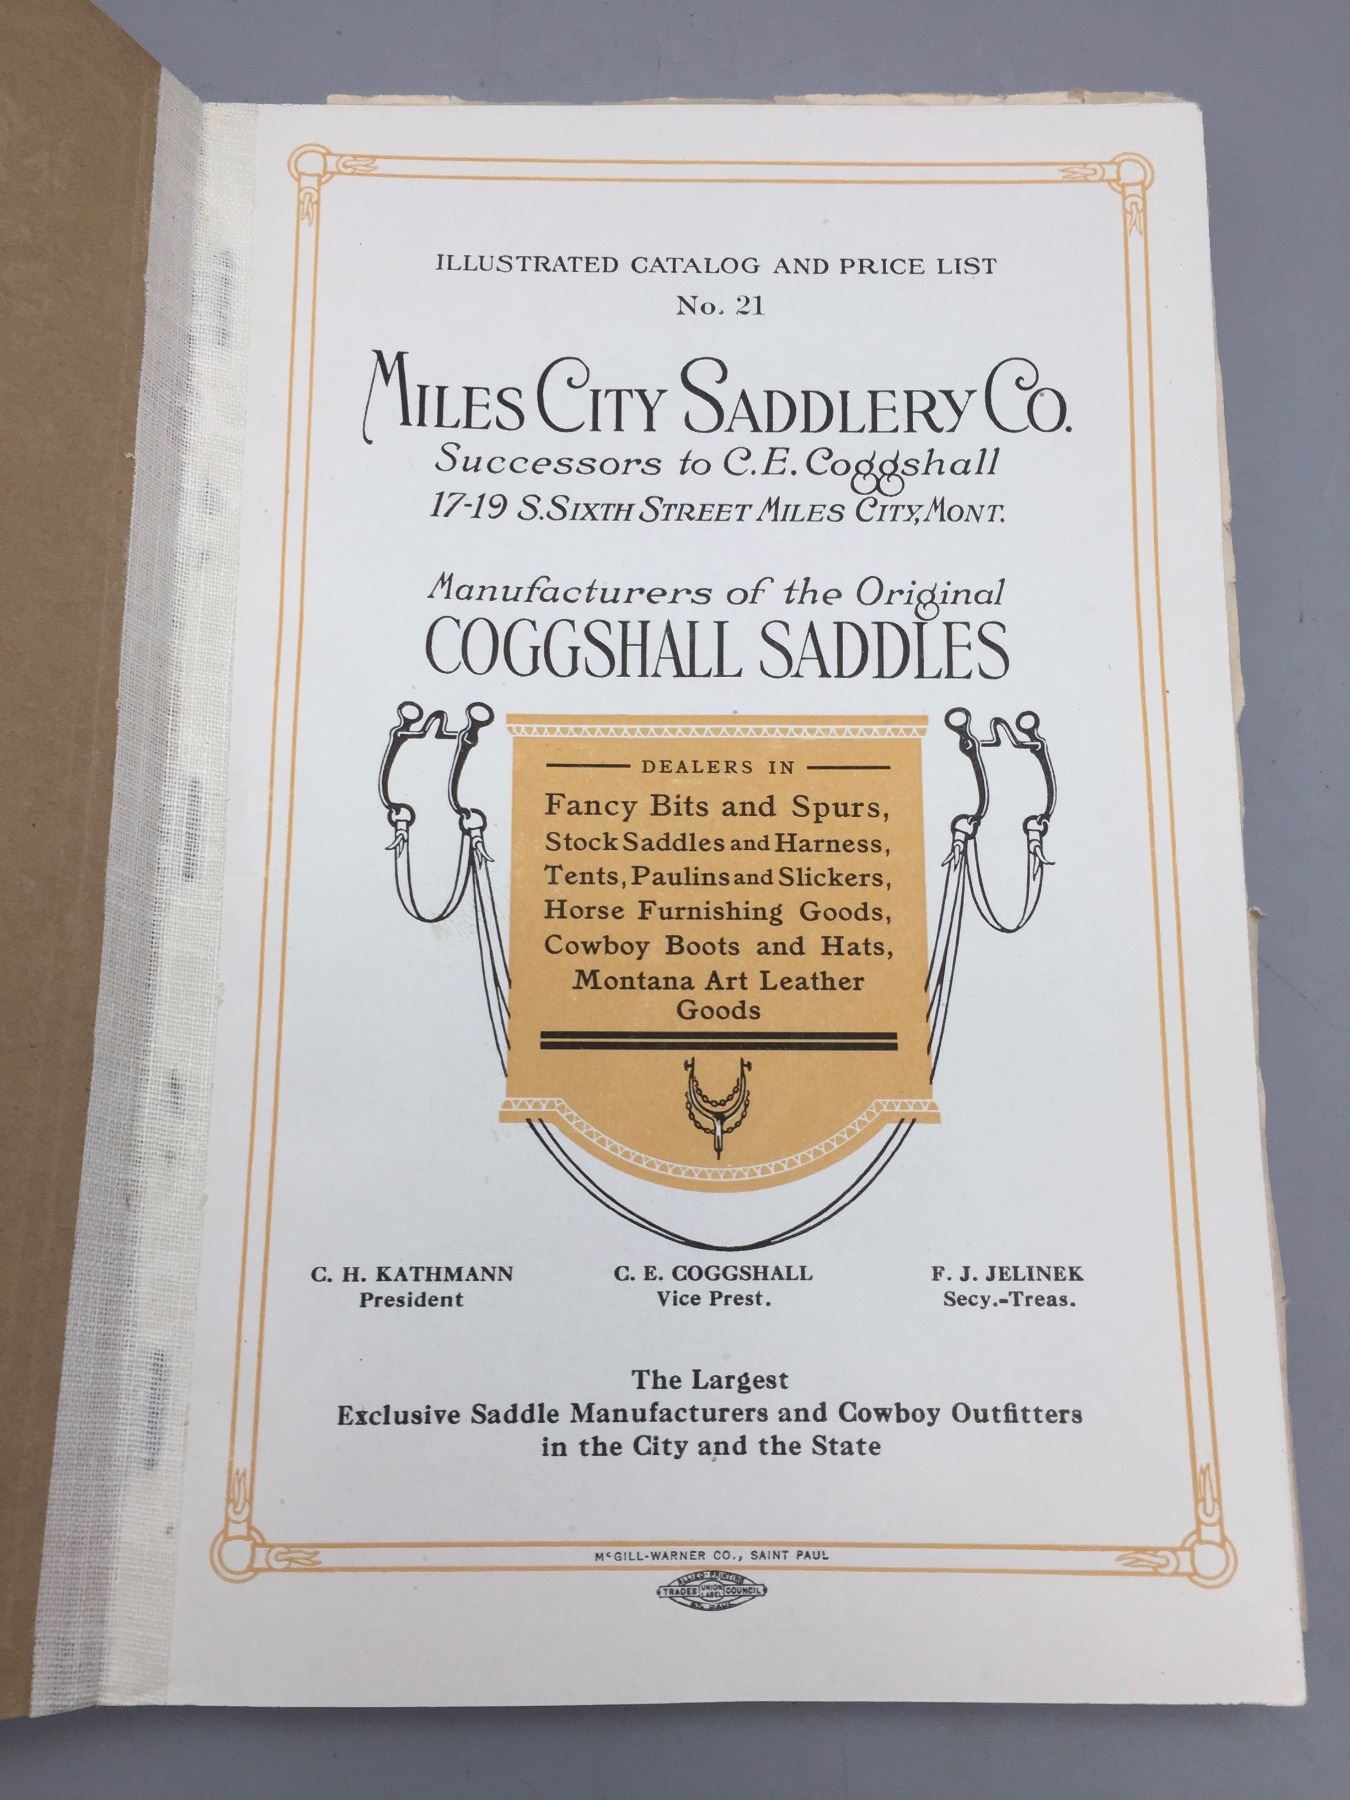 ILLUSTRATED CATALOG AND PRICE LIST
No. 21
MILES CITY SADDLERY CO.
Successors to C.E. Coggshall
17-19 S. SIXTH STREET MILES CITY, MONT.
Manufacturers of the Original
COGGSHALL SADDLES
DEALERS IN
Fancy Bits and Spurs,
Stock Saddles and Harness,
Tents, Paulins and Slickers,
Horse Furnishing Goods,
Cowboy Boots and Hats,
Montana Art Leather
Goods
C. H. KATHMANN C. E. COGGSHALL F. J. JELINEK
President Vice Prest. Secy.-Treas.
The Largest
Exclusive Saddle Manufacturers and Cowboy Outfitters
in the City and the State
McGILL-WARNER CO., SAINT PAUL
ALLIED PRINTING
TRADES UNION LABEL COUNCIL
ST. PAUL